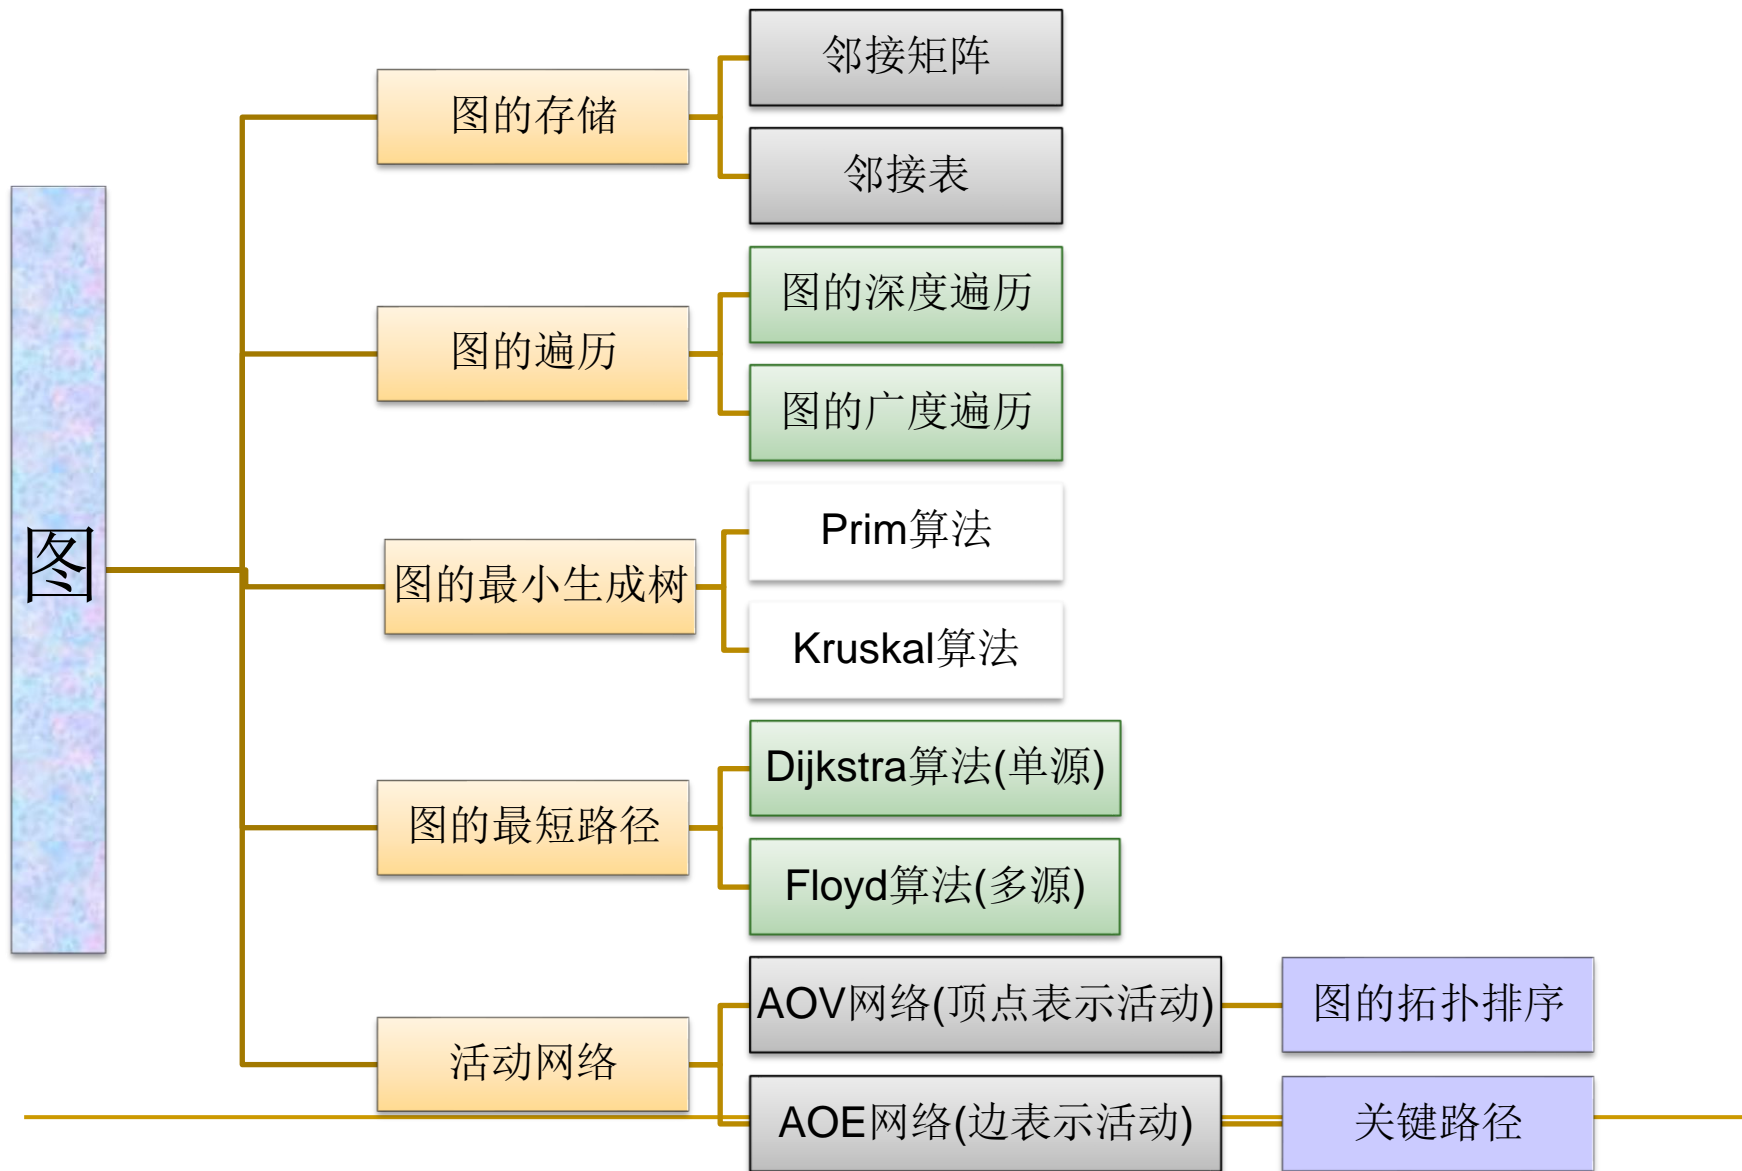 图
图的存储
邻接矩阵
邻接表
图的遍历
图的深度遍历
图的广度遍历
图的最小生成树
Prim算法
Kruskal算法
图的最短路径
Dijkstra算法(单源)
Floyd算法(多源)
活动网络
AOV网络(顶点表示活动)
图的拓扑排序
AOE网络(边表示活动)
关键路径